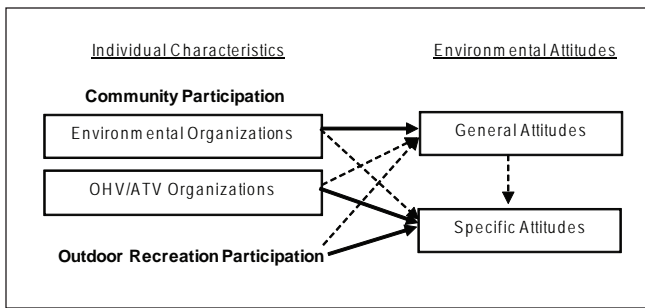 Individual Characteristics
Environmental Attitudes
Community Participation
Environmental Organizations
General Attitudes
OHV/ATV Organizations
Specific Attitudes
Outdoor Recreation Participation